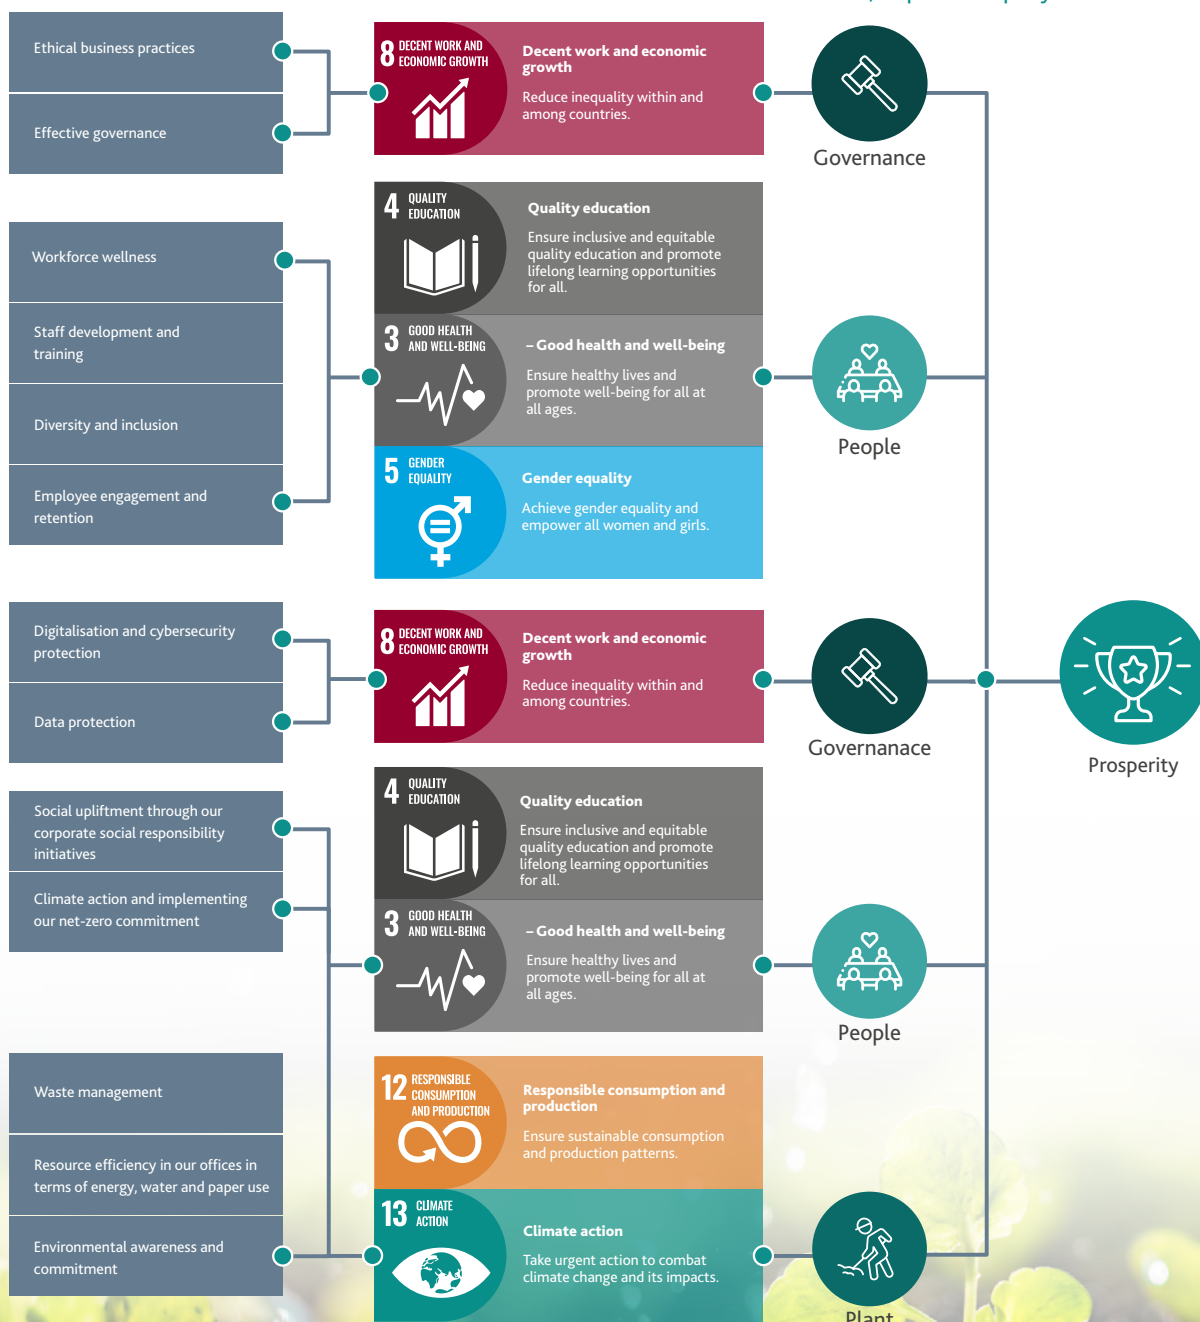 Ethical business practices
Effective governance
8 DECENT WORK AND
ECONOMIC GROWTH
Decent work and economic
growth
Reduce inequality within and
among countries.
Governance
Workforce wellness
Staff development and
training
Diversity and inclusion
Employee engagement and
retention
4 QUALITY
EDUCATION
Quality education
Ensure inclusive and equitable
quality education and promote
lifelong learning opportunities
for all.
3 GOOD HEALTH
AND WELL-BEING
– Good health and well-being
Ensure healthy lives and
promote well-being for all at
all ages.
5 GENDER
EQUALITY
Gender equality
Achieve gender equality and
empower all women and girls.
People
Digitalisation and cybersecurity
protection
Data protection
8 DECENT WORK AND
ECONOMIC GROWTH
Decent work and economic
growth
Reduce inequality within and
among countries.
Governanace
Prosperity
Social upliftment through our
corporate social responsibility
initiatives
Climate action and implementing
our net-zero commitment
4 QUALITY
EDUCATION
Quality education
Ensure inclusive and equitable
quality education and promote
lifelong learning opportunities
for all.
3 GOOD HEALTH
AND WELL-BEING
– Good health and well-being
Ensure healthy lives and
promote well-being for all at
all ages.
People
Waste management
Resource efficiency in our offices in
terms of energy, water and paper use
Environmental awareness and
commitment
12 RESPONSIBLE
CONSUMPTION
AND PRODUCTION
Responsible consumption and
production
Ensure sustainable consumption
and production patterns.
13 CLIMATE
ACTION
Climate action
Take urgent action to combat
climate change and its impacts.
Plant